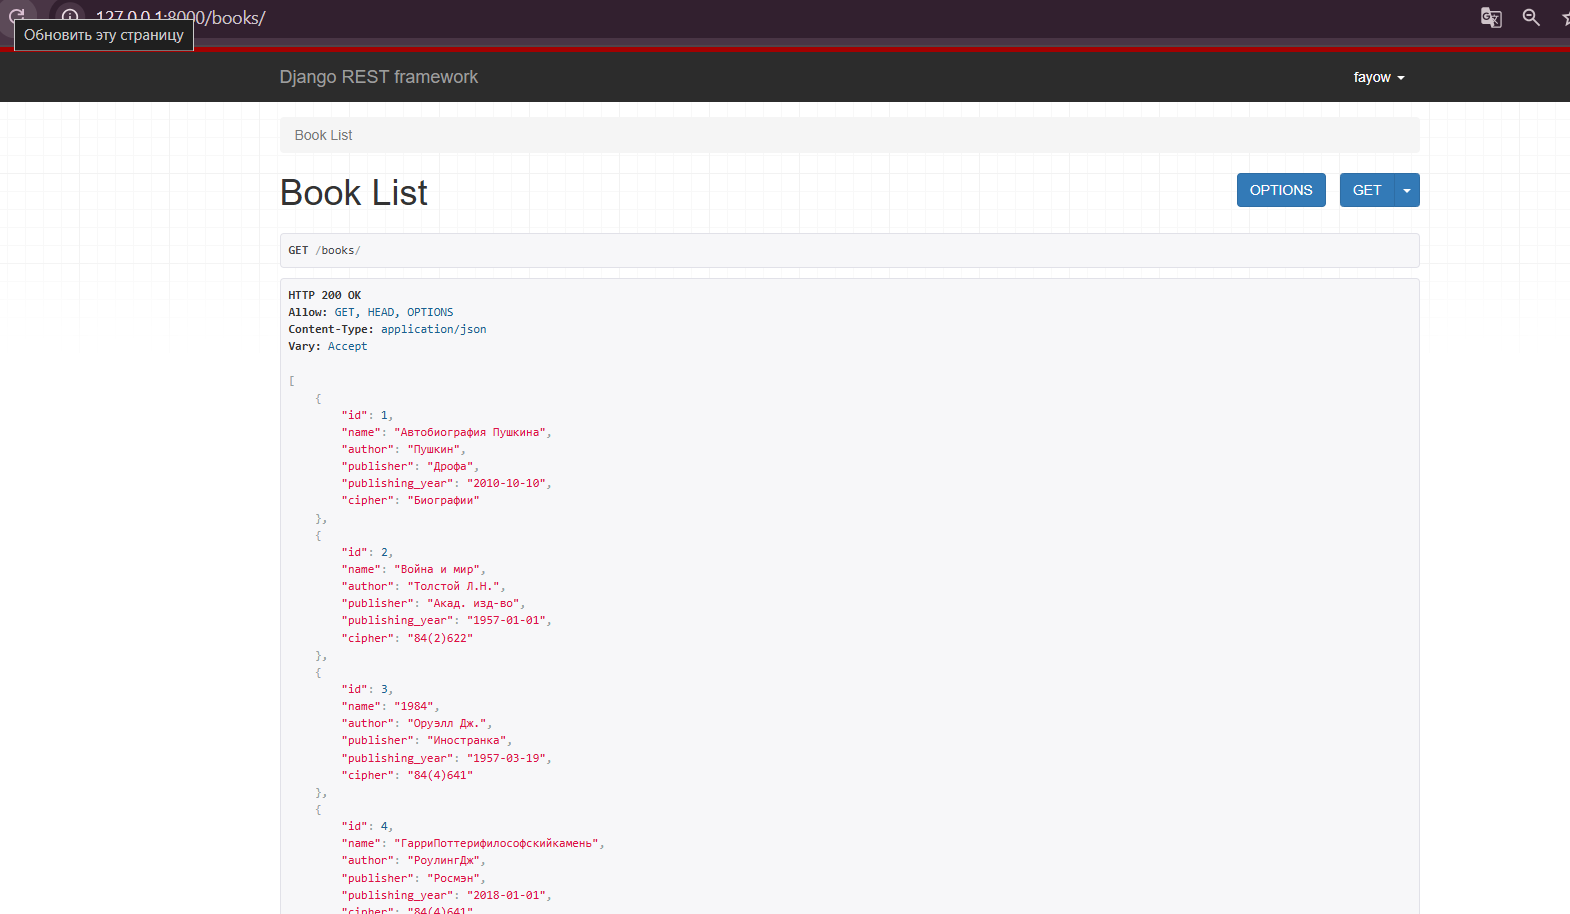 127.0.0.1:8000/books/
Обновить эту страницу
Django REST framework
fayow
Book List
Book List
OPTIONS
GET
GET /books/
HTTP 200 OK
Allow: GET, HEAD, OPTIONS
Content-Type: application/json
Vary: Accept
[
{
"id": 1,
"name": "Автобиография Пушкина",
"author": "Пушкин",
"publisher": "Дрофа",
"publishing_year": "2010-10-10",
"cipher": "Биографии"
},
{
"id": 2,
"name": "Война и мир",
"author": "Толстой Л.Н.",
"publisher": "Акад. изд-во",
"publishing_year": "1957-01-01",
"cipher": "84(2)622"
},
{
"id": 3,
"name": "1984",
"author": "Оруэлл Дж.",
"publisher": "Иностранка",
"publishing_year": "1957-03-19",
"cipher": "84(4)641"
},
{
"id": 4,
"name": "ГарриПоттерифилософскийкамень",
"author": "РоулингДж",
"publisher": "Росмэн",
"publishing_year": "2018-01-01",
"cipher": "84(4)641"